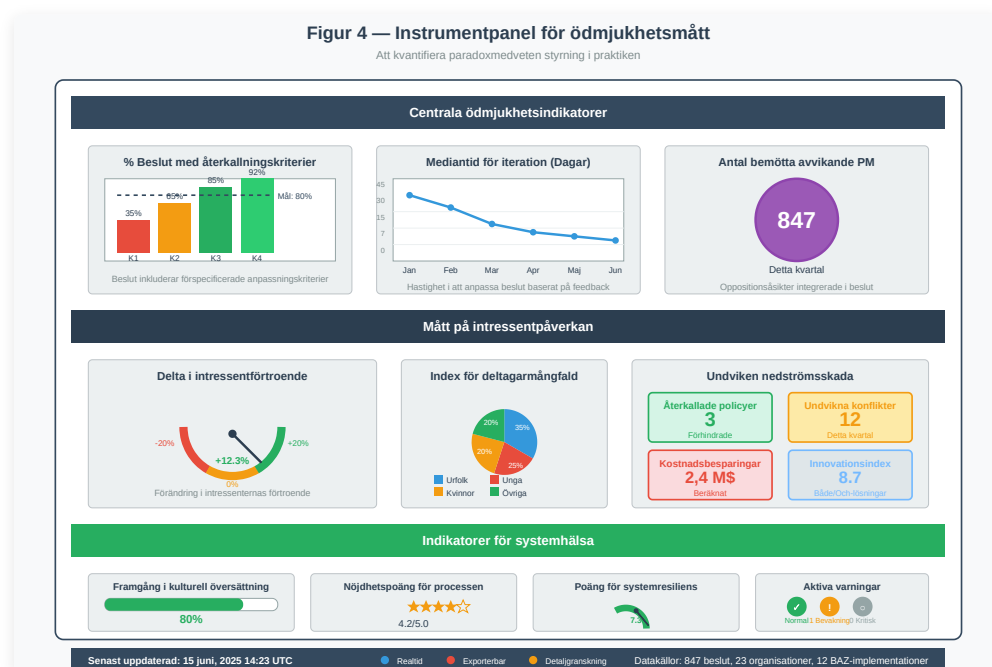 Figur 4 — Instrumentpanel för ödmjukhetsmått
Att kvantifiera paradoxmedveten styrning i praktiken
Centrala ödmjukhetsindikatorer
% Beslut med återkallningskriterier
92%
85%
65%
35%
Mål: 80%
K1 K2 K3 K4
Beslut inkluderar förspecificerade anpassningskriterier
Mediantid för iteration (Dagar)
45
30
15
7
0
Jan Feb Mar Apr Maj Jun
Hastighet i att anpassa beslut baserat på feedback
Antal bemötta avvikande PM
847
Detta kvartal
Oppositionsåsikter integrerade i beslut
Mått på intressentpåverkan
Delta i intressentförtroende
-20%
+20%
+12.3%
0%
Förändring i intressenternas förtroende
Index för deltagarmångfald
20%
35%
20%
25%
Urfolk Unga
Kvinnor Övriga
Undviken nedströmsskada
Återkallade policyer
3
Förhindrade
Undvikna konflikter
12
Detta kvartal
Kostnadsbesparingar
2,4 M$
Beräknat
Innovationsindex
8.7
Både/Och-lösningar
Indikatorer för systemhälsa
Framgång i kulturell översättning
80%
Nöjdhetspoäng för processen
4.2/5.0
Poäng för systemresiliens
Aktiva varningar
Normal 1 Bevakning 0 Kritisk
Senast uppdaterad: 15 juni, 2025 14:23 UTC
Realtid Exporterbar Detaljgranskning
Datakällor: 847 beslut, 23 organisationer, 12 BAZ-implementationer